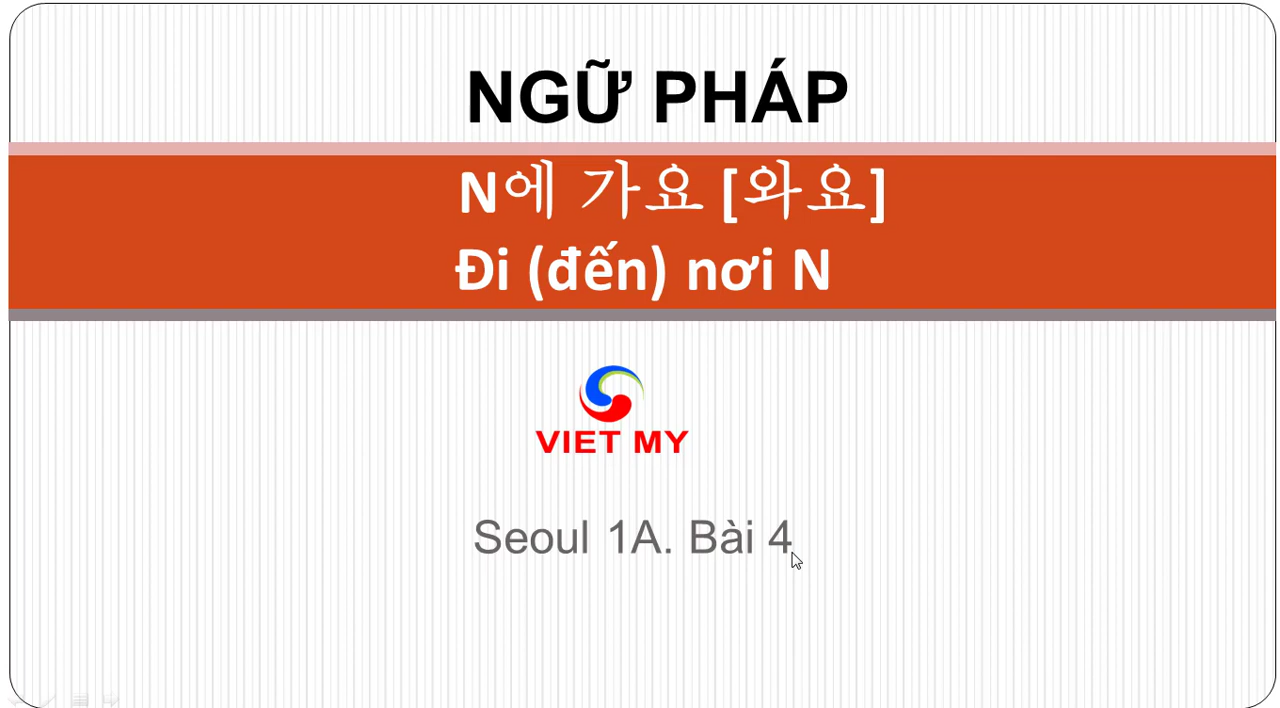 NGỮ PHÁP
N에 가요 [와요]
Đi (đến) nơi N
VIET MY
Seoul 1A. Bài 4